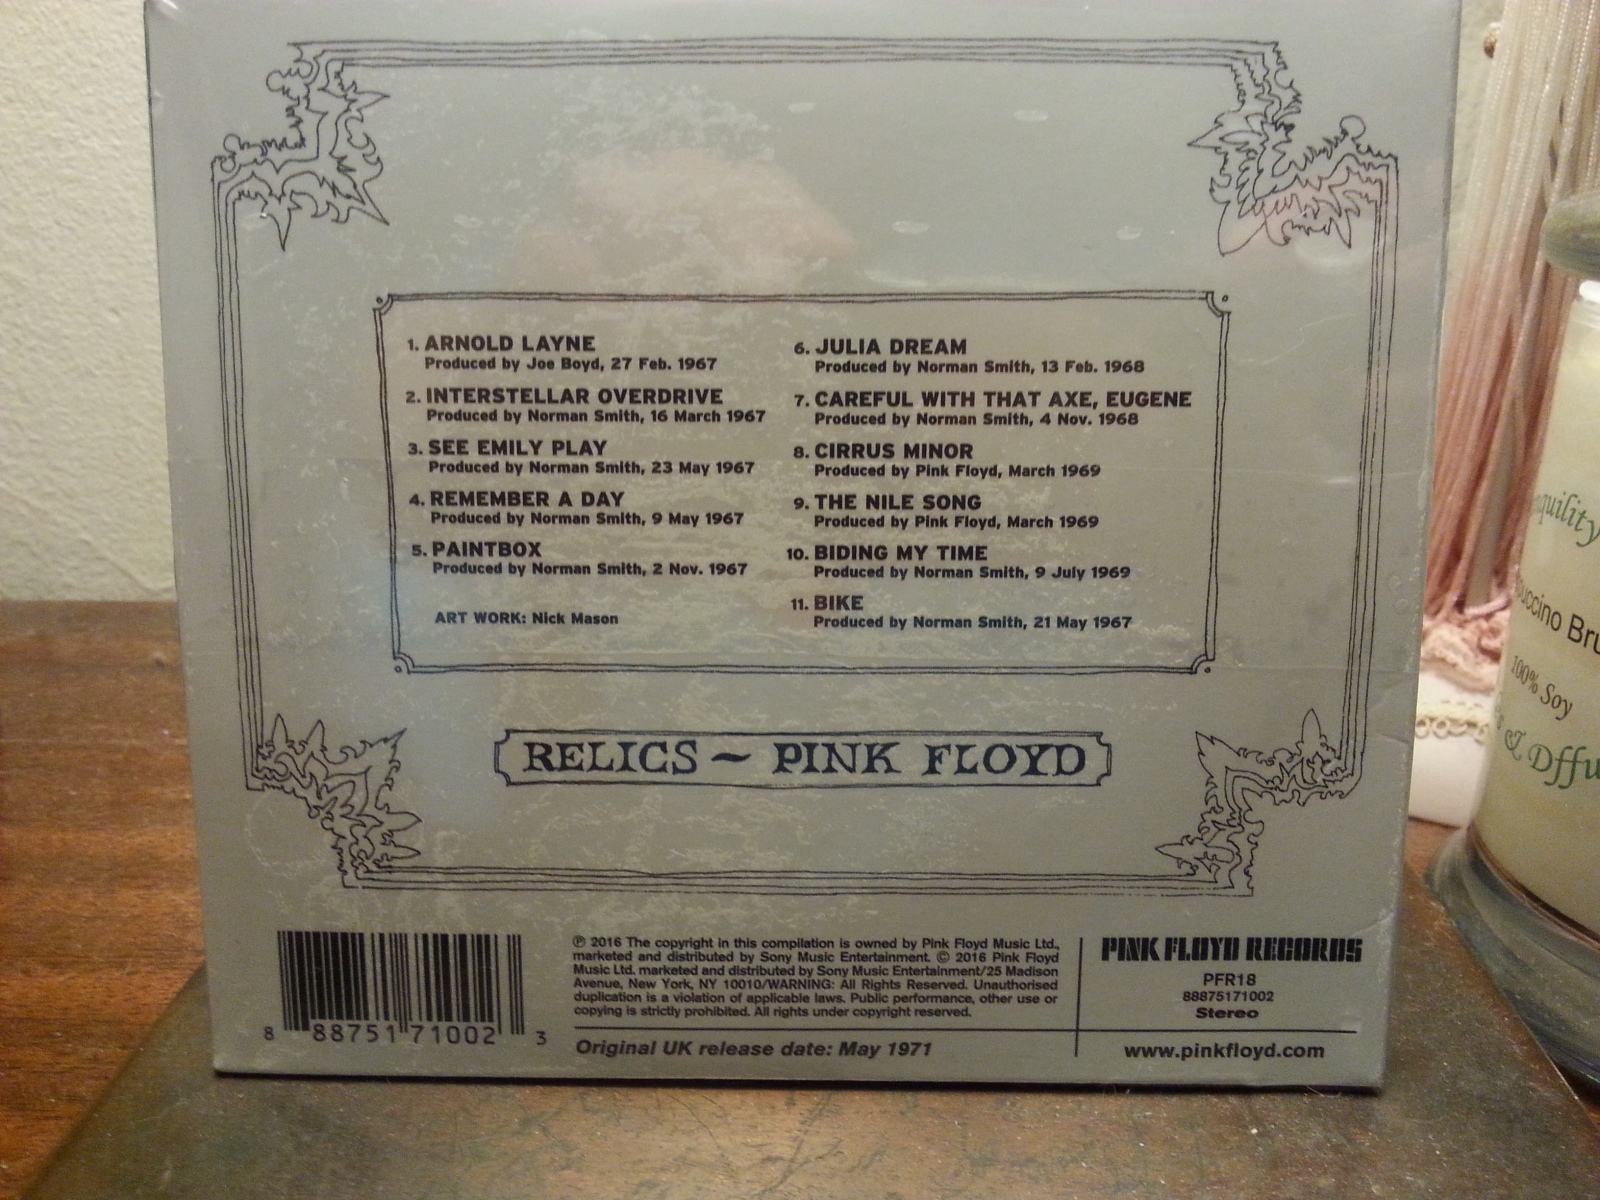 1. ARNOLD LAYNE
Produced by Joe Boyd, 27 Feb. 1967
2. INTERSTELLAR OVERDRIVE
Produced by Norman Smith, 16 March 1967
3. SEE EMILY PLAY
Produced by Norman Smith, 23 May 1967
4. REMEMBER A DAY
Produced by Norman Smith, 9 May 1967
5. PAINTBOX
Produced by Norman Smith, 2 Nov. 1967
ART WORK: Nick Mason
6. JULIA DREAM
Produced by Norman Smith, 13 Feb. 1968
7. CAREFUL WITH THAT AXE, EUGENE
Produced by Norman Smith, 4 Nov. 1968
8. CIRRUS MINOR
Produced by Pink Floyd, March 1969
9. THE NILE SONG
Produced by Pink Floyd, March 1969
10. BIDING MY TIME
Produced by Norman Smith, 9 July 1969
11. BIKE
Produced by Norman Smith, 21 May 1967
RELICS ~ PINK FLOYD
8 88751 71002 3
℗ 2016 The copyright in this compilation is owned by Pink Floyd Music Ltd.,
marketed and distributed by Sony Music Entertainment. © 2016 Pink Floyd
Music Ltd. marketed and distributed by Sony Music Entertainment/25 Madison
Avenue, New York, NY 10010/WARNING: All Rights Reserved. Unauthorised
duplication is a violation of applicable laws. Public performance, other use or
copying is strictly prohibited. All rights under copyright reserved.
Original UK release date: May 1971
PINK FLOYD RECORDS
PFR18
88875171002
Stereo
www.pinkfloyd.com
100% Soy